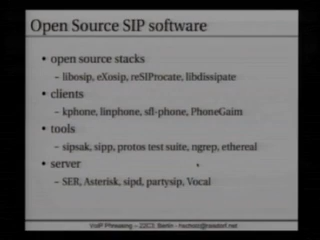 Open Source SIP software
• open source stacks
– libosip, eXosip, reSIProcate, libdissipate
• clients
– kphone, linphone, sfl-phone, PhoneGaim
• tools
– sipsak, sipp, protos test suite, ngrep, ethereal
• server
– SER, Asterisk, sipd, partysip, Vocal
VoIP Phreaking – 22C3, Berlin -